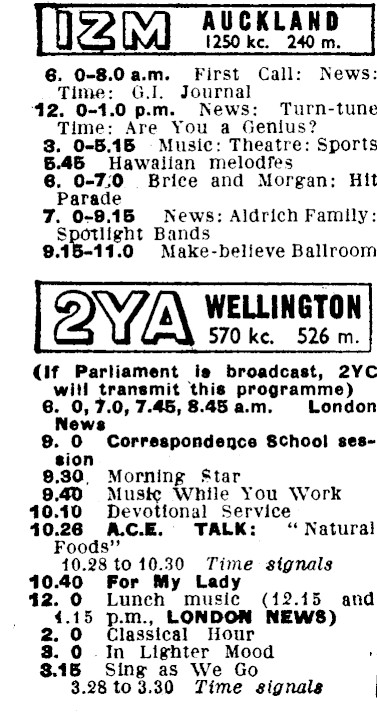 1ZM AUCKLAND
1250 kc. 240 m.
6. 0-8.0 a.m. First Call: News:
Time: G.I. Journal
12. 0-1.0 p.m. News: Turn-tune
Time: Are You a Genius?
3. 0-5.15 Music: Theatre: Sports
5.45 Hawaiian melodies
6. 0-7.0 Brice and Morgan: Hit
Parade
7. 0-9.15 News: Aldrich Family:
Spotlight Bands
9.15-11.0 Make-believe Ballroom
2YA WELLINGTON
570 kc. 526 m.
(If Parliament is broadcast, 2YC
will transmit this programme)
6. 0, 7.0, 7.45, 8.45 a.m. London
News
9. 0 Correspondence School ses-
sion
9.30 Morning Star
9.40 Music While You Work
10.10 Devotional Service
10.26 A.C.E. TALK: "Natural
Foods"
10.28 to 10.30 Time signals
10.40 For My Lady
12. 0 Lunch music (12.15 and
1.15 p.m., LONDON NEWS)
2. 0 Classical Hour
3. 0 In Lighter Mood
3.15 Sing as We Go
3.28 to 3.30 Time signals